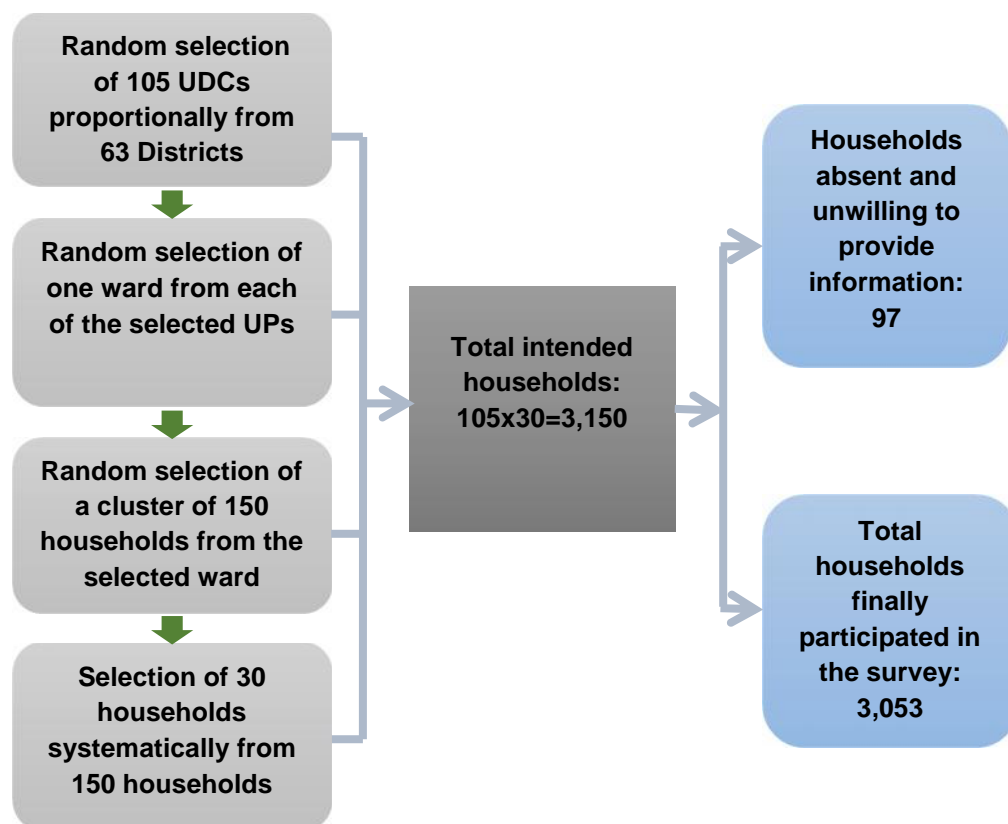 Random selection
of 105 UDCs
proportionally from
63 Districts
Random selection of
one ward from each
of the selected UPs
Random selection of
a cluster of 150
households from the
selected ward
Selection of 30
households
systematically from
150 households
Total intended
households:
105x30=3,150
Households
absent and
unwilling to
provide
information:
97
Total
households
finally
participated in
the survey:
3,053